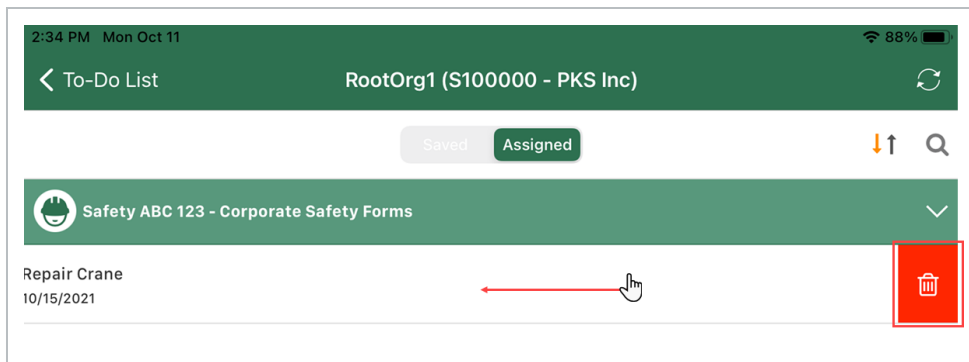 2:34 PM Mon Oct 11 88%
To-Do List RootOrg1 (S100000 - PKS Inc)
Saved Assigned
Safety ABC 123 - Corporate Safety Forms
Repair Crane
10/15/2021